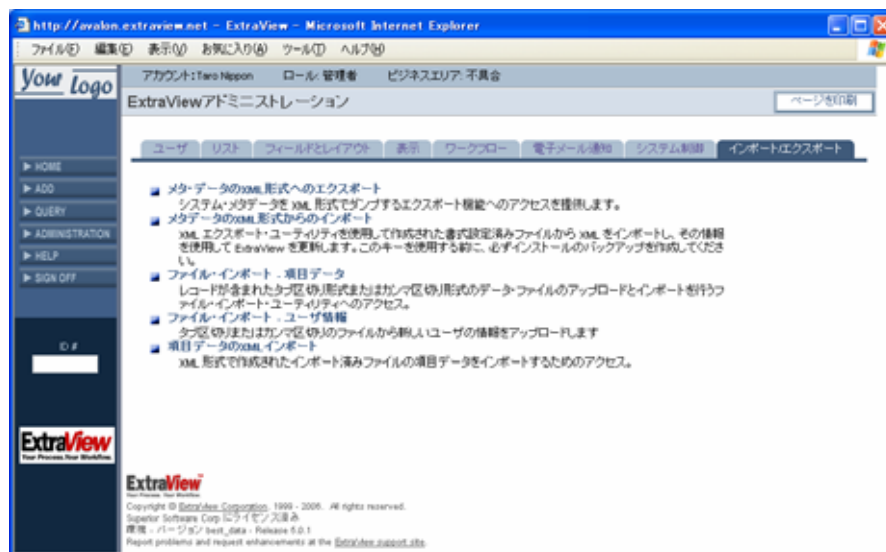 http://avalon.extraview.net - ExtraView - Microsoft Internet Explorer
ファイル(F) 編集(E) 表示(V) お気に入り(A) ツール(T) ヘルプ(H)
Your Logo
アカウント:Taro Nippon ロール: 管理者 ビジネスエリア: 不具合
ExtraViewアドミニストレーション
ページを印刷
ユーザ リスト フィールドとレイアウト 表示 ワークフロー 電子メール通知 システム制御 インポート/エクスポート
HOME
ADD
QUERY
ADMINISTRATION
HELP
SIGN OFF
ID #
メタ・データのXML形式へのエクスポート
システム・メタデータを XML 形式でダンプするエクスポート機能へのアクセスを提供します。
メタデータのXML形式からのインポート
XML エクスポート・ユーティリティを使用して作成された書式設定済みファイルから XML をインポートし、その情報
を使用して ExtraView を更新します。このキーを使用する前に、必ずインストールのバックアップを作成してくださ
い。
ファイル・インポート - 項目データ
レコードが含まれたタブ区切り形式またはカンマ区切り形式のデータ・ファイルのアップロードとインポートを行うフ
ァイル・インポート・ユーティリティへのアクセス。
ファイル・インポート - ユーザ情報
タブ区切りまたはカンマ区切りのファイルから新しいユーザの情報をアップロードします
項目データのXMLインポート
XML 形式で作成されたインポート済みファイルの項目データをインポートするためのアクセス。
ExtraView
Your Process. Your Workflow.
ExtraView
Your Process. Your Workflow.
Copyright © ExtraView Corporation, 1999 - 2006. All rights reserved.
Superior Software Corp にライセンス済み
環境 - バージョン best_data - Release 6.0.1
Report problems and request enhancements at the ExtraView support site.